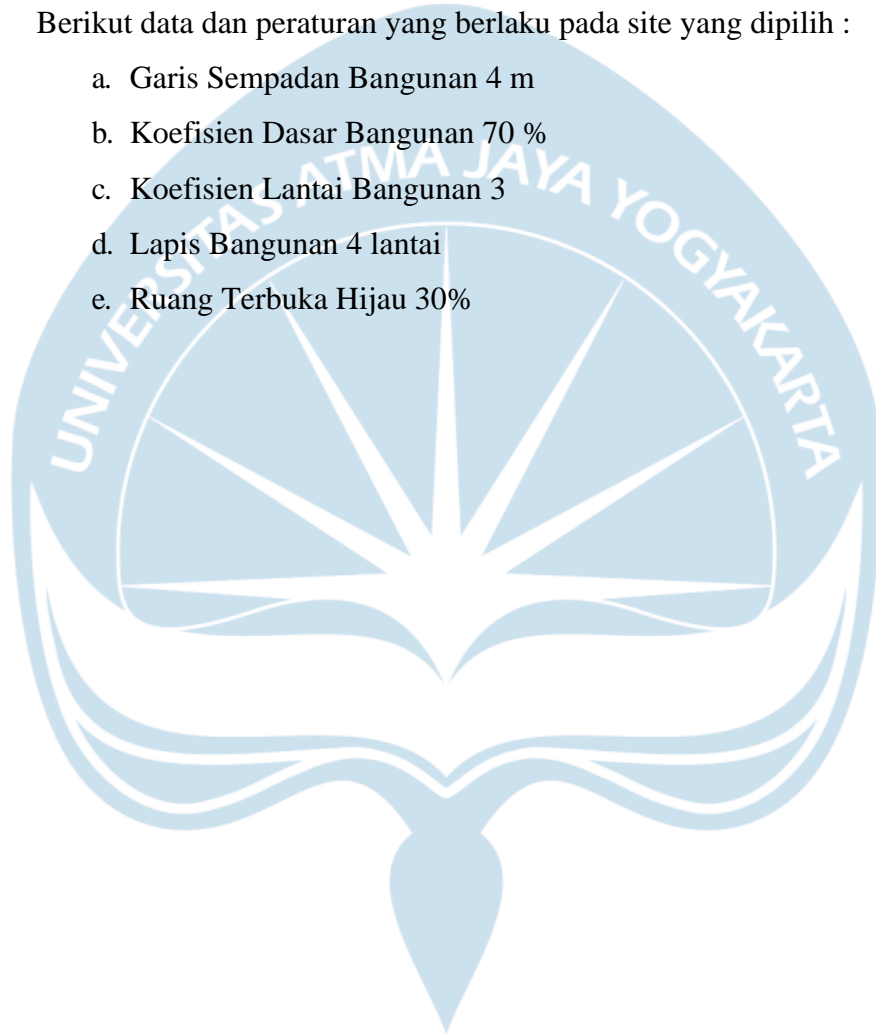 Berikut data dan peraturan yang berlaku pada site yang dipilih :
a. Garis Sempadan Bangunan 4 m
b. Koefisien Dasar Bangunan 70 %
c. Koefisien Lantai Bangunan 3
d. Lapis Bangunan 4 lantai
e. Ruang Terbuka Hijau 30%
UNIVERSITAS ATMA JAYA YOGYAKARTA